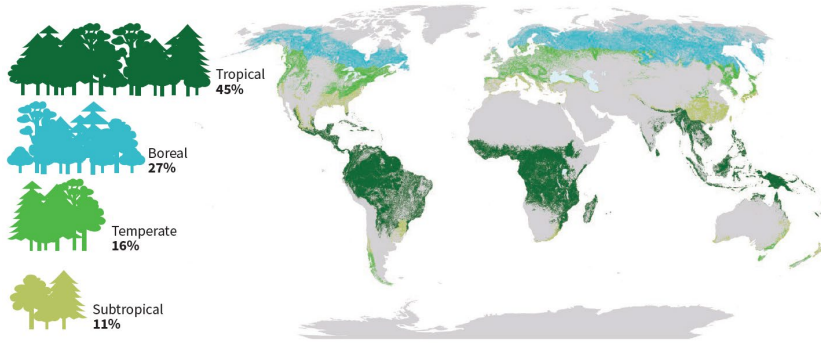 Tropical
45%
Boreal
27%
Temperate
16%
Subtropical
11%